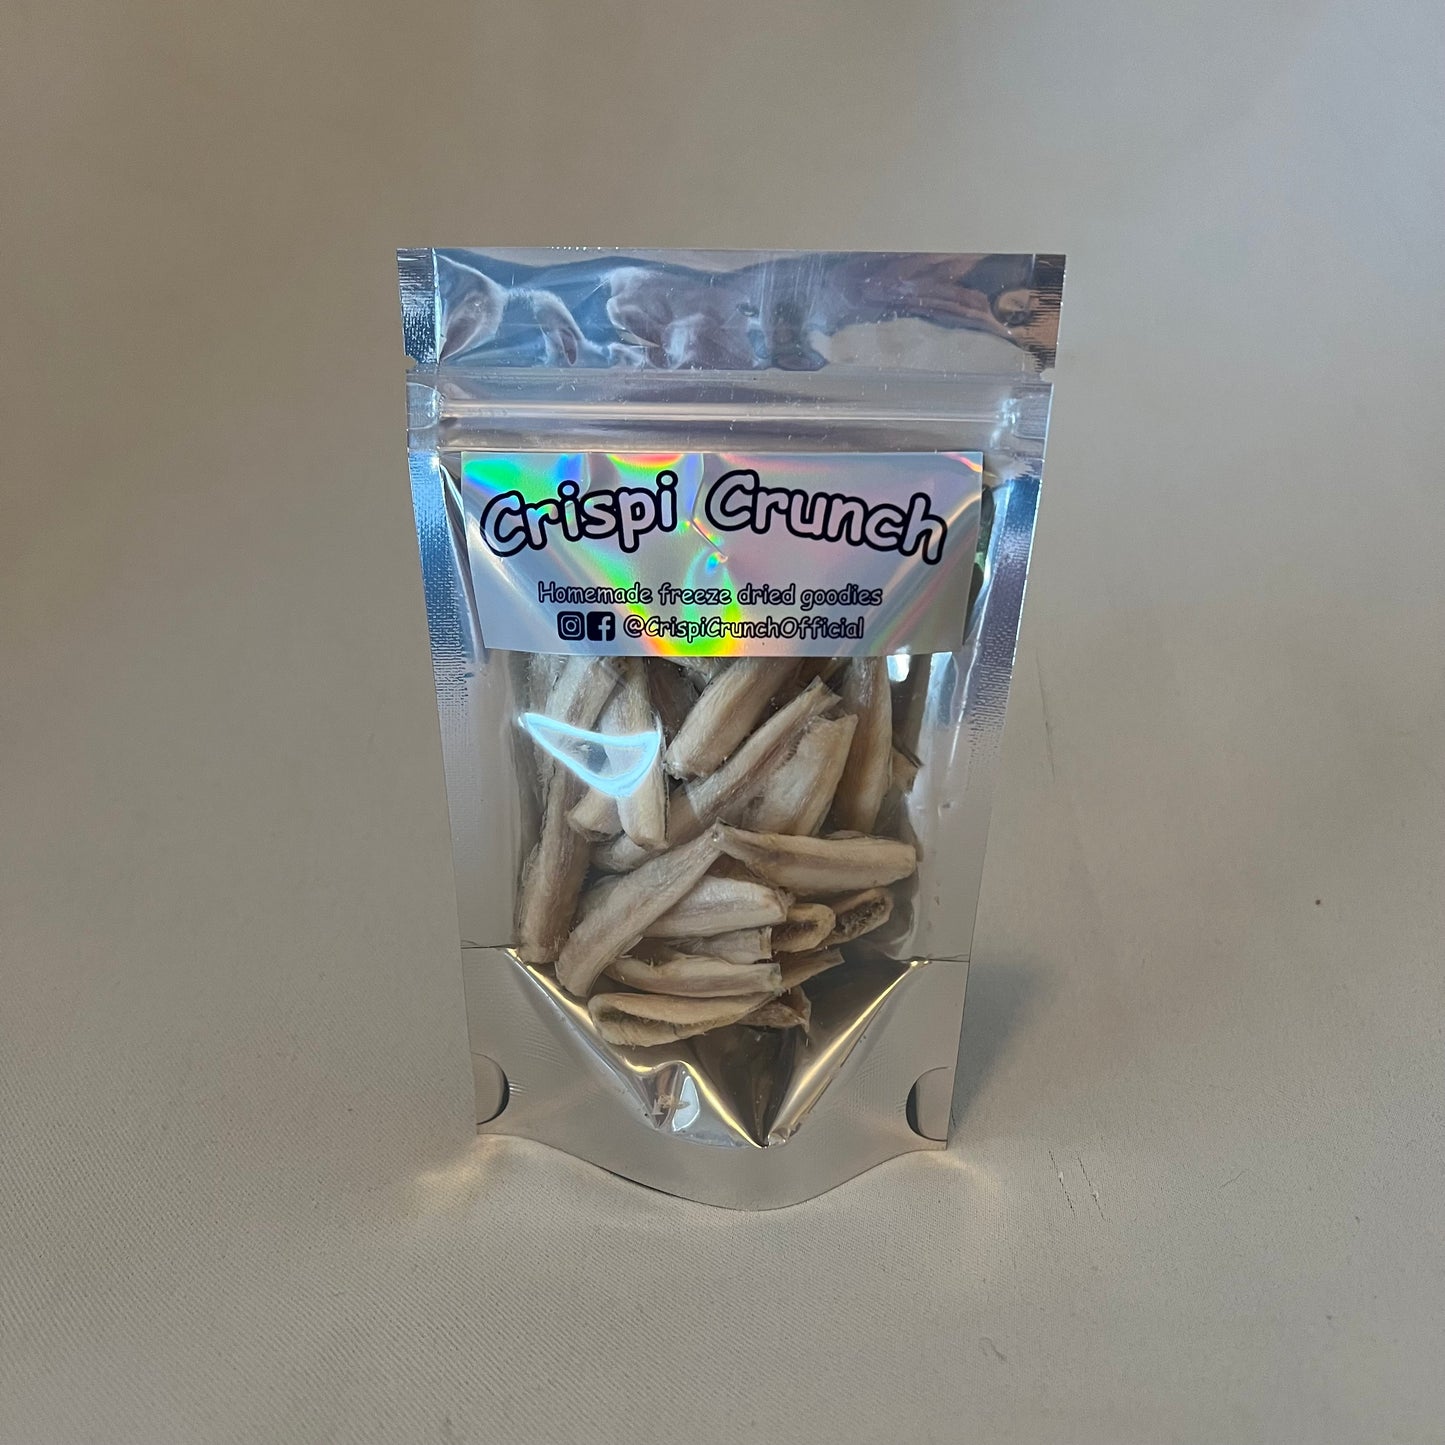 Crispi Crunch
Homemade freeze dried goodies
@CrispiCrunchOfficial